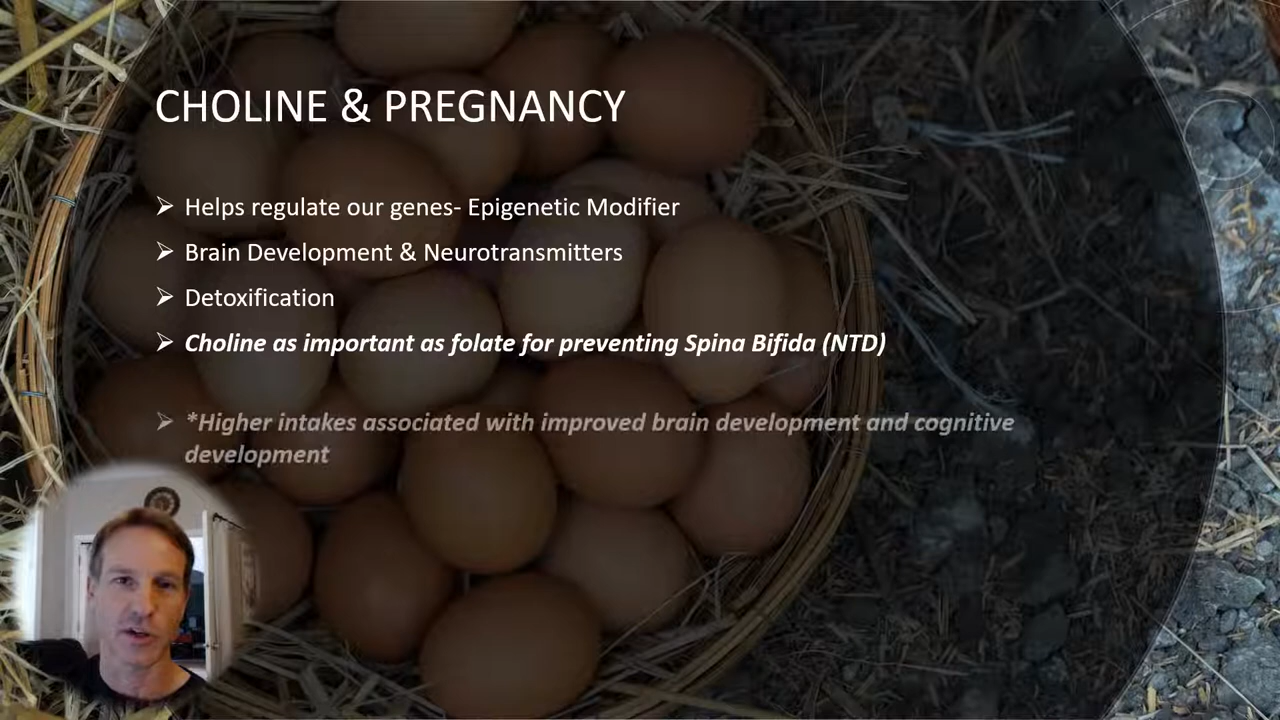 CHOLINE & PREGNANCY
Helps regulate our genes- Epigenetic Modifier
Brain Development & Neurotransmitters
Detoxification
Choline as important as folate for preventing Spina Bifida (NTD)
*Higher intakes associated with improved brain development and cognitive
development